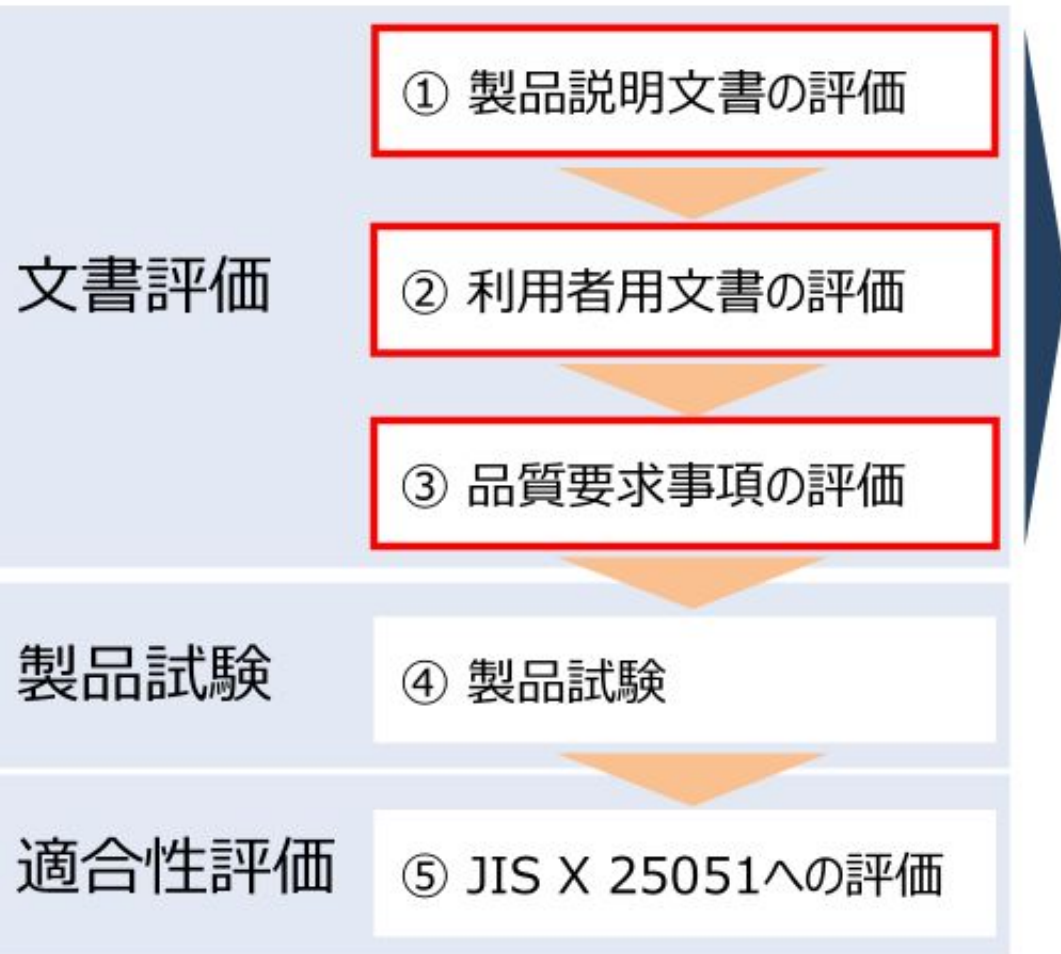 文書評価
① 製品説明文書の評価
② 利用者用文書の評価
③ 品質要求事項の評価
製品試験
④ 製品試験
適合性評価
⑤ JIS X 25051への評価